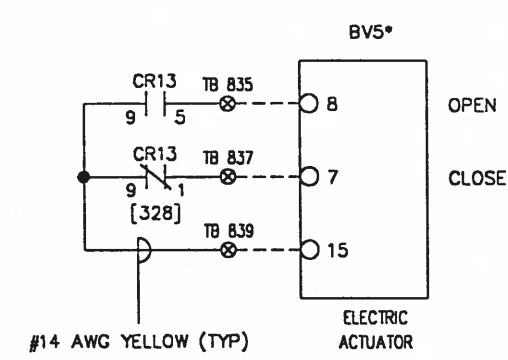 BV5*
CR13 TB 835
9 5 8 OPEN
CR13 TB 837
9 1 7 CLOSE
[328]
TB 839
15
#14 AWG YELLOW (TYP)
ELECTRIC
ACTUATOR